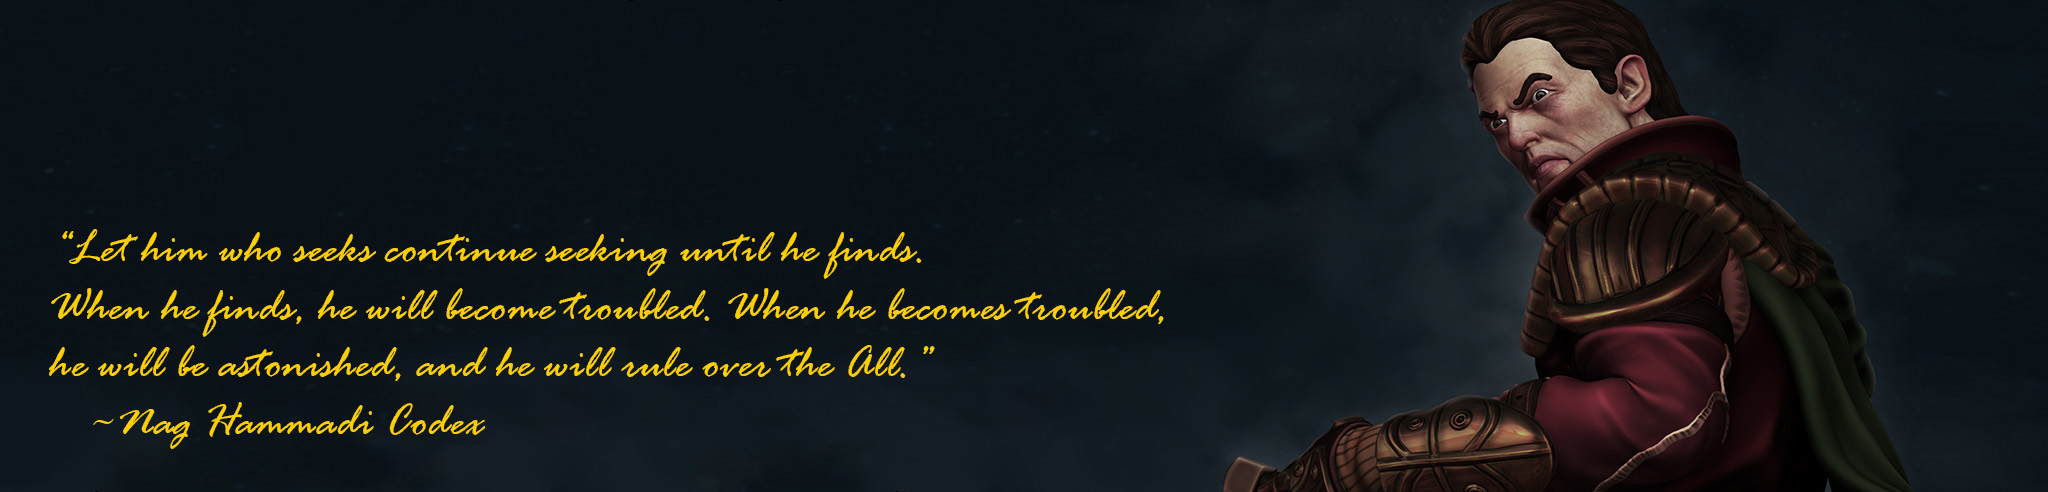 “Let him who seeks continue seeking until he finds.
When he finds, he will become troubled. When he becomes troubled,
he will be astonished, and he will rule over the All.”
~Nag Hammadi Codex